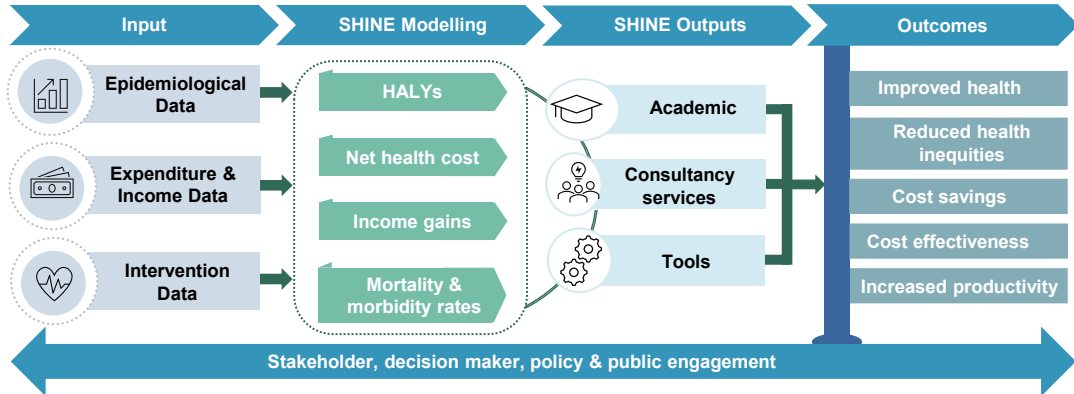 Input
SHINE Modelling
SHINE Outputs
Outcomes
Epidemiological
Data
Expenditure &
Income Data
Intervention
Data
HALYs
Net health cost
Income gains
Mortality &
morbidity rates
Academic
Consultancy
services
Tools
Improved health
Reduced health
inequities
Cost savings
Cost effectiveness
Increased productivity
Stakeholder, decision maker, policy & public engagement